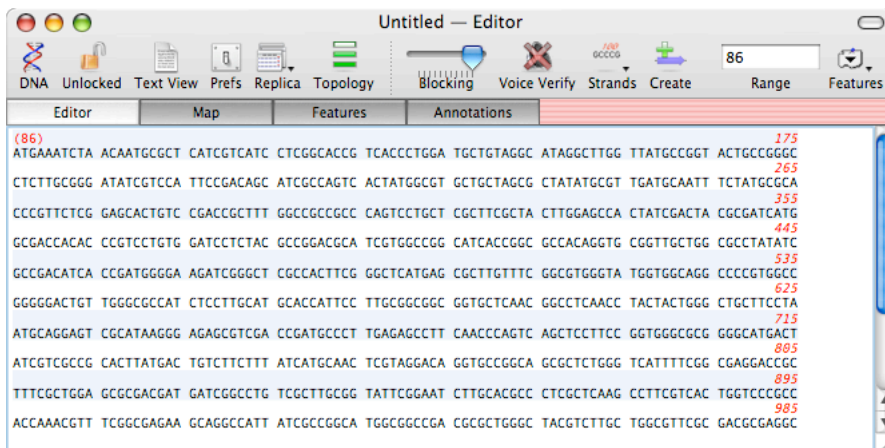 Untitled — Editor
DNA Unlocked Text View Prefs Replica Topology Blocking Voice Verify Strands Create 86 Range Features
Editor Map Features Annotations
(86) 175
ATGAAATCTA ACAATGCGCT CATCGTCATC CTCGGCACCG TCACCCTGGA TGCTGTAGGC ATAGGCTTGG TTATGCCGGT ACTGCCGGGC
265
CTCTTGCGGG ATATCGTCCA TTCCGACAGC ATCGCCAGTC ACTATGGCGT GCTGCTAGCG CTATATGCGT TGATGCAATT TCTATGCGCA
355
CCCGTTCTCG GAGCACTGTC CGACCGCTTT GGCCGCCGCC CAGTCCTGCT CGCTTCGCTA CTTGGAGCCA CTATCGACTA CGCGATCATG
445
GCGACCACAC CCGTCCTGTG GATCCTCTAC GCCGGACGCA TCGTGGCCGG CATCACCGGC GCCACAGGTG CGGTTGCTGG CGCCTATATC
535
GCCGACATCA CCGATGGGGA AGATCGGGCT CGCCACTTCG GGCTCATGAG CGCTTGTTTC GGCGTGGGTA TGGTGGCAGG CCCCGTGGCC
625
GGGGGACTGT TGGGCGCCAT CTCCTTGCAT GCACCATTCC TTGCGGCGGC GGTGCTCAAC GGCCTCAACC TACTACTGGG CTGCTTCCTA
715
ATGCAGGAGT CGCATAAGGG AGAGCGTCGA CCGATGCCCT TGAGAGCCTT CAACCCAGTC AGCTCCTTCC GGTGGGCGCG GGGCATGACT
805
ATCGTCGCCG CACTTATGAC TGTCTTCTTT ATCATGCAAC TCGTAGGACA GGTGCCGGCA GCGCTCTGGG TCATTTTCGG CGAGGACCGC
895
TTTCGCTGGA GCGCGACGAT GATCGGCCTG TCGCTTGCGG TATTCGGAAT CTTGCACGCC CTCGCTCAAG CCTTCGTCAC TGGTCCCGCC
985
ACCAAACGTT TCGGCGAGAA GCAGGCCATT ATCGCCGGCA TGGCGGCCGA CGCGCTGGGC TACGTCTTGC TGGCGTTCGC GACGCGAGGC